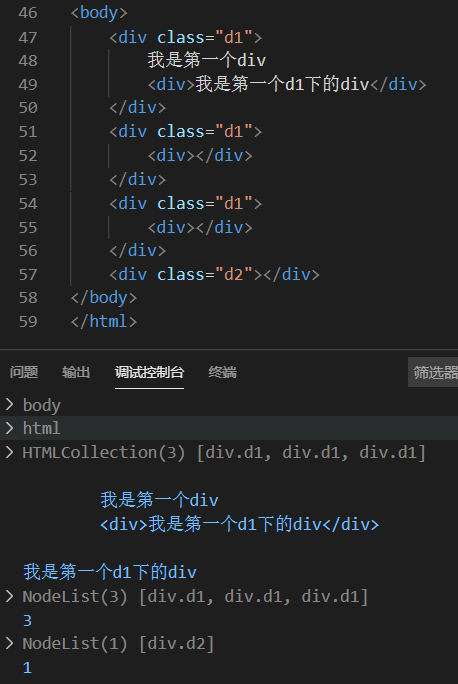 46 <body>
47 <div class="d1">
48 我是第一个div
49 <div>我是第一个d1下的div</div>
50 </div>
51 <div class="d1">
52 <div></div>
53 </div>
54 <div class="d1">
55 <div></div>
56 </div>
57 <div class="d2"></div>
58 </body>
59 </html>
问题 输出 调试控制台 终端 筛选器
> body
> html
> HTMLCollection(3) [div.d1, div.d1, div.d1]
我是第一个div
<div>我是第一个d1下的div</div>
我是第一个d1下的div
> NodeList(3) [div.d1, div.d1, div.d1]
3
> NodeList(1) [div.d2]
1